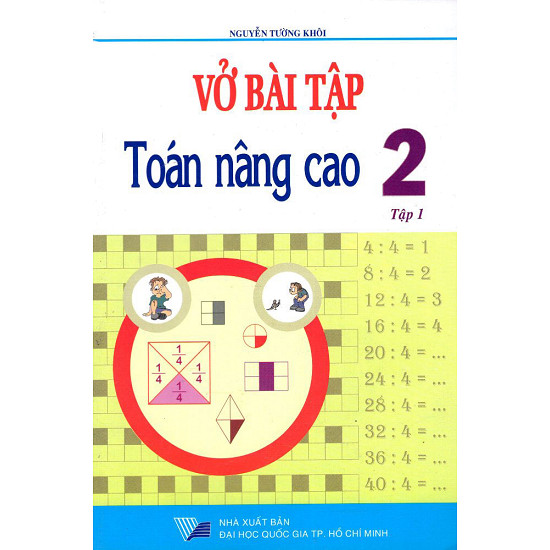 NGUYỄN TƯỜNG KHÔI
VỞ BÀI TẬP
Toán nâng cao 2
Tập 1
4 : 4 = 1
8 : 4 = 2
12 : 4 = 3
16 : 4 = 4
20 : 4 = ...
24 : 4 = ...
28 : 4 = ...
32 : 4 = ...
36 : 4 = ...
40 : 4 = ...
1/4
1/4 1/4
1/4
NHÀ XUẤT BẢN
ĐẠI HỌC QUỐC GIA TP. HỒ CHÍ MINH